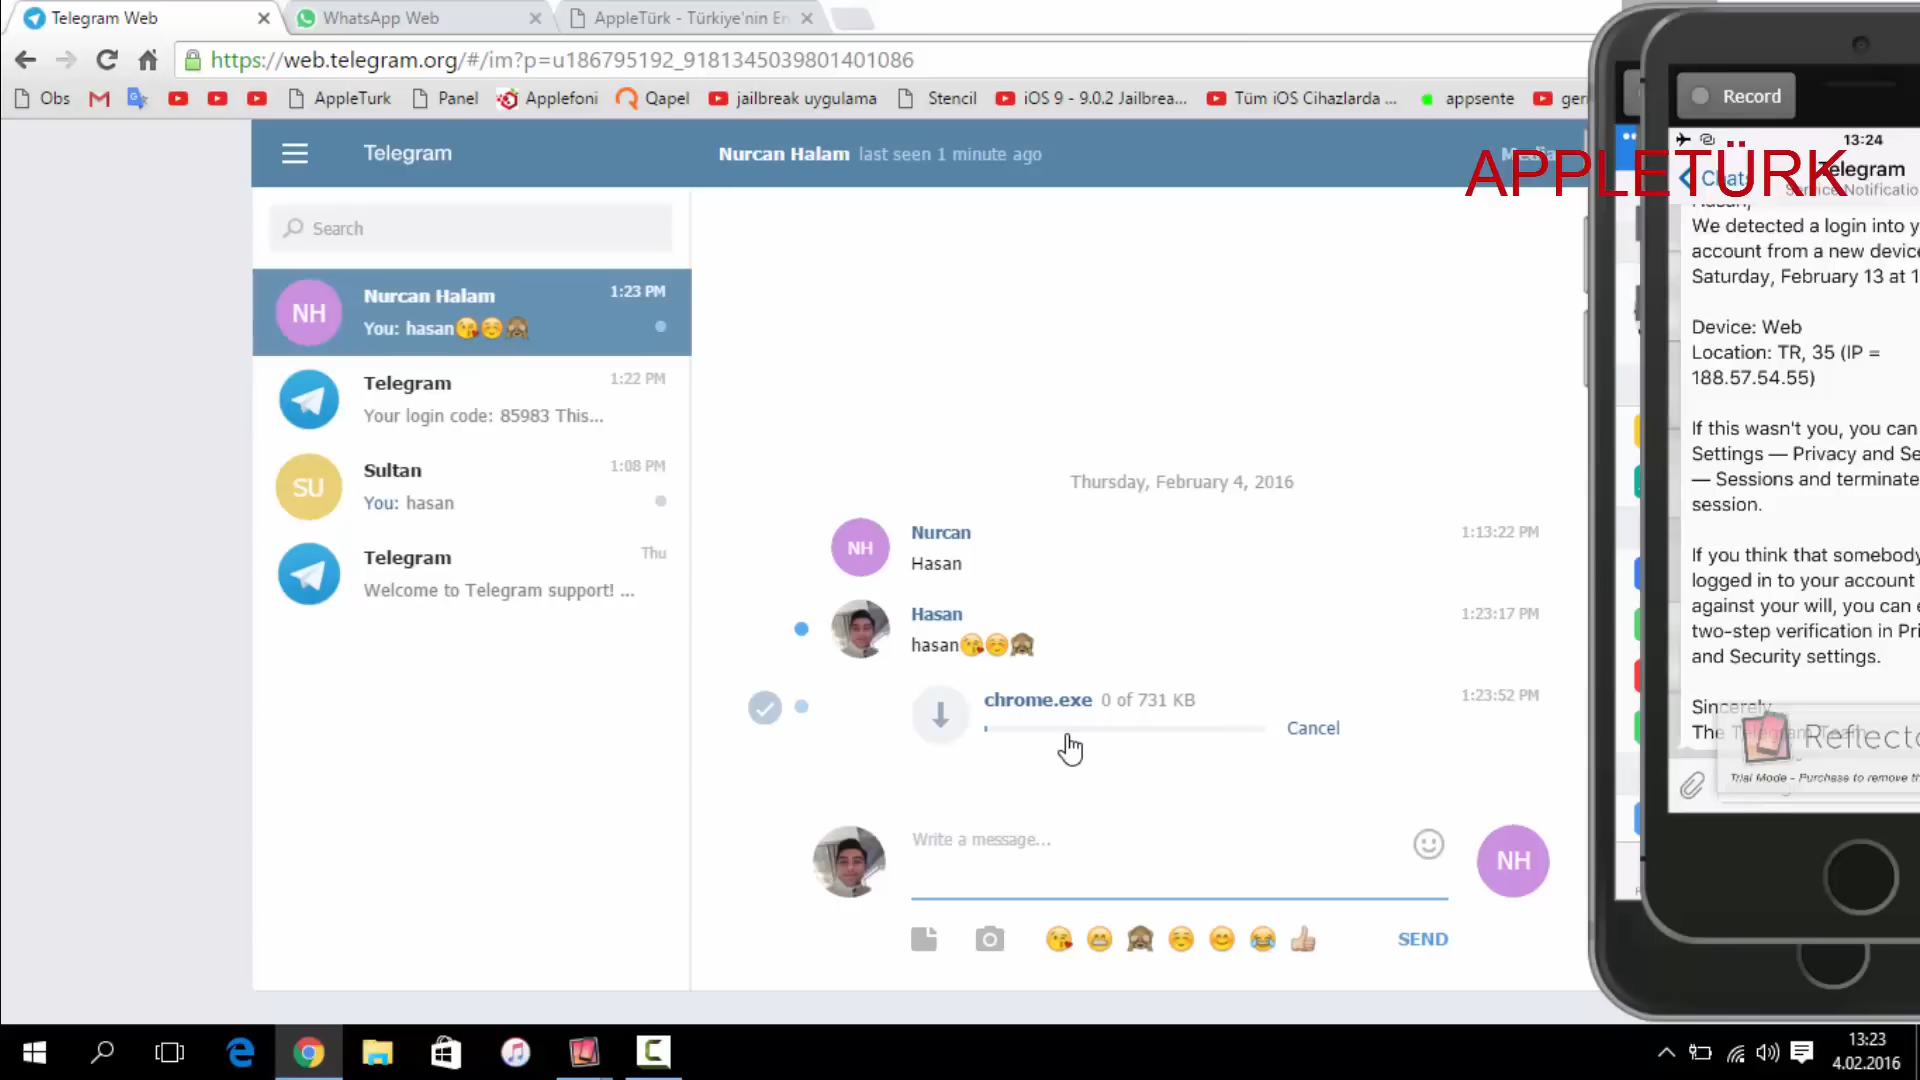 Telegram Web
WhatsApp Web
AppleTürk - Türkiye'nin En
https://web.telegram.org/#/im?p=u186795192_9181345039801401086
Obs
AppleTurk
Panel
Applefoni
Qapel
jailbreak uygulama
Stencil
iOS 9 - 9.0.2 Jailbrea...
Tüm iOS Cihazlarda ...
appsente
ger
Telegram
Nurcan Halam last seen 1 minute ago
Media
APPLETÜRK
Search
NH
Nurcan Halam
1:23 PM
You: hasan😘☺️🙈
Telegram
1:22 PM
Your login code: 85983 This...
SU
Sultan
1:08 PM
You: hasan
Telegram
Thu
Welcome to Telegram support! ...
Thursday, February 4, 2016
NH
Nurcan
1:13:22 PM
Hasan
Hasan
1:23:17 PM
hasan😘☺️🙈
chrome.exe 0 of 731 KB
1:23:52 PM
Cancel
Write a message...
NH
SEND
Record
13:24
Chats
Telegram
Service Notificatio
Hasan,
We detected a login into y
account from a new device
Saturday, February 13 at 1
Device: Web
Location: TR, 35 (IP =
188.57.54.55)
If this wasn't you, you can
Settings — Privacy and Se
— Sessions and terminate
session.
If you think that somebody
logged in to your account
against your will, you can e
two-step verification in Pri
and Security settings.
Sincerely,
The Telegram Team
Reflecto
Trial Mode - Purchase to remove th
13:23
4.02.2016